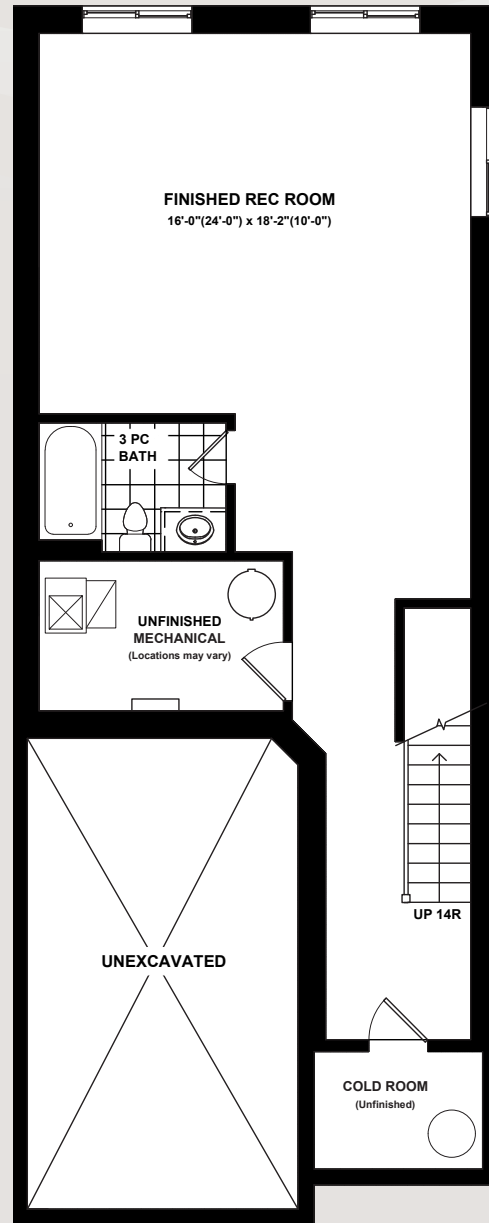 FINISHED REC ROOM
16'-0"(24'-0") x 18'-2"(10'-0")
3 PC
BATH
UNFINISHED
MECHANICAL
(Locations may vary)
UP 14R
UNEXCAVATED
COLD ROOM
(Unfinished)